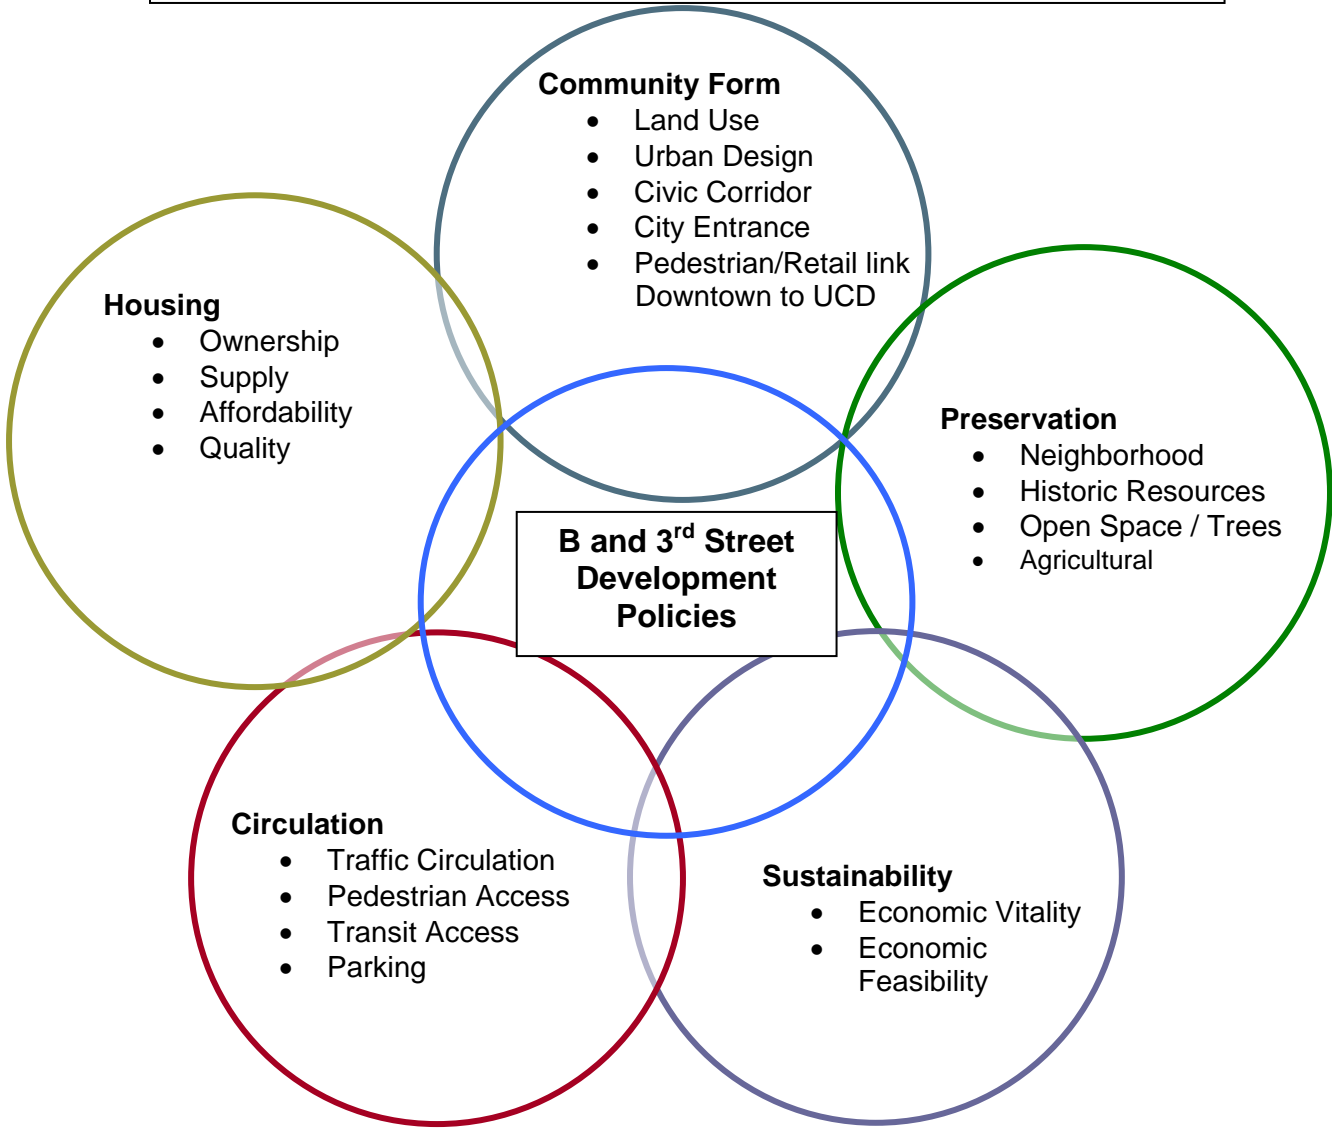 Community Form
• Land Use
• Urban Design
• Civic Corridor
• City Entrance
• Pedestrian/Retail link
Downtown to UCD
Housing
• Ownership
• Supply
• Affordability
• Quality
Preservation
• Neighborhood
• Historic Resources
• Open Space / Trees
• Agricultural
B and 3rd Street
Development
Policies
Circulation
• Traffic Circulation
• Pedestrian Access
• Transit Access
• Parking
Sustainability
• Economic Vitality
• Economic
Feasibility